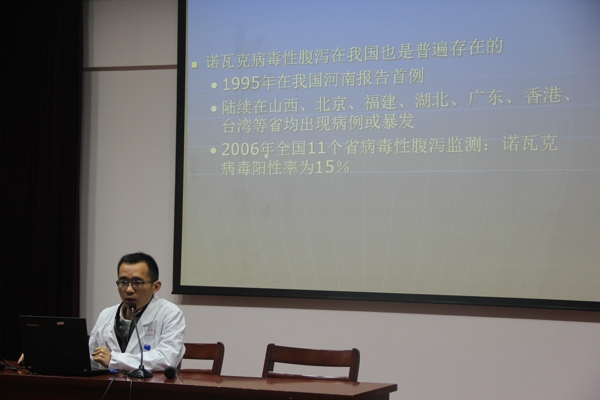 诺瓦克病毒性腹泻在我国也是普遍存在的
1995年在我国河南报告首例
陆续在山西、北京、福建、湖北、广东、香港、
台湾等省均出现病例或暴发
2006年全国11个省病毒性腹泻监测：诺瓦克
病毒阳性率为15%